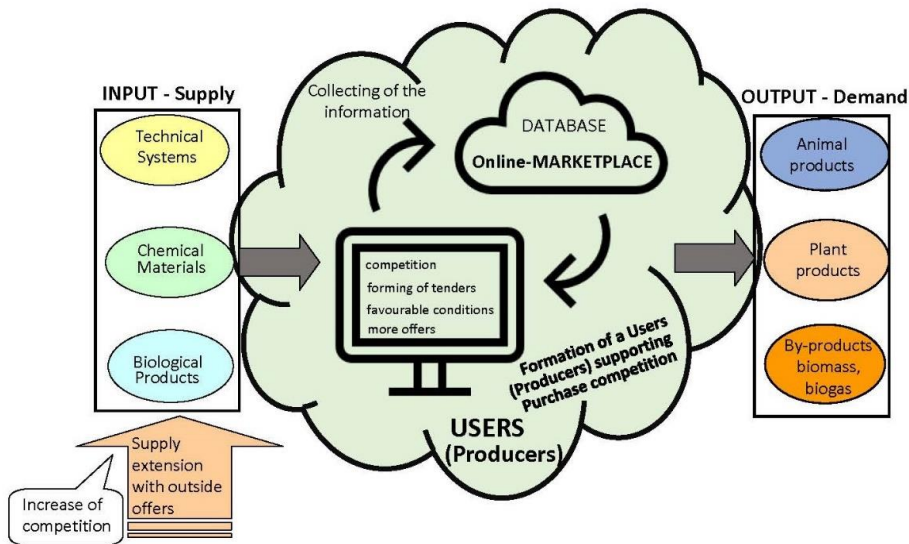 INPUT - Supply
Technical
Systems
Chemical
Materials
Biological
Products
Supply
extension
with outside
offers
Increase of
competition
Collecting of the
information
DATABASE
Online-MARKETPLACE
competition
forming of tenders
favourable conditions
more offers
Formation of a Users
(Producers) supporting
Purchase competition
USERS
(Producers)
OUTPUT - Demand
Animal
products
Plant
products
By-products
biomass,
biogas